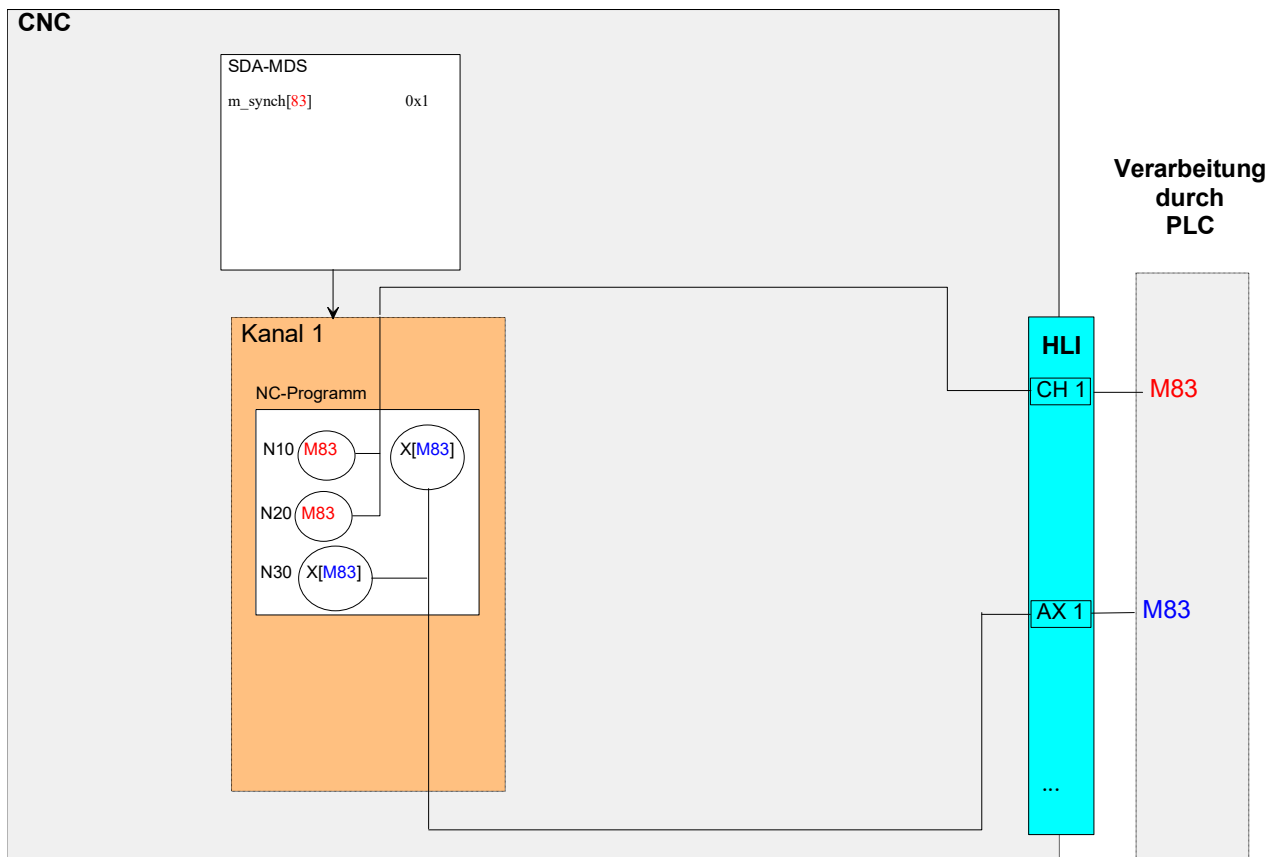 CNC
SDA-MDS
m_synch[83] 0x1
Verarbeitung
durch
PLC
Kanal 1
HLI
NC-Programm
CH 1
M83
N10 M83 X[M83]
N20 M83
N30 X[M83]
AX 1
M83
...